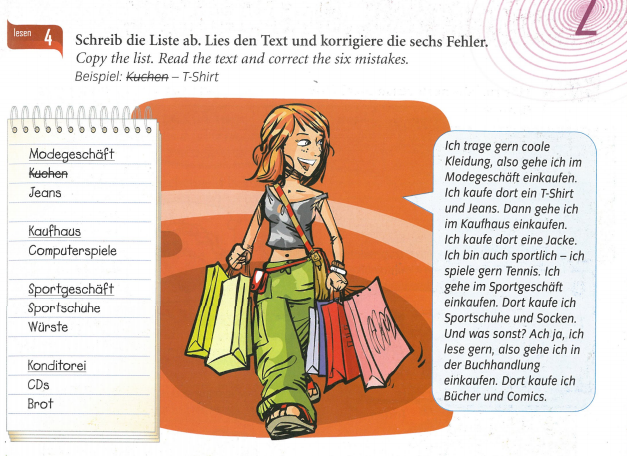 lesen 4
2
Schreib die Liste ab. Lies den Text und korrigiere die sechs Fehler.
Copy the list. Read the text and correct the six mistakes.
Beispiel: Kuchen – T-Shirt
Modegeschäft
Kuchen
Jeans
Kaufhaus
Computerspiele
Sportgeschäft
Sportschuhe
Würste
Konditorei
CDs
Brot
Ich trage gern coole
Kleidung, also gehe ich im
Modegeschäft einkaufen.
Ich kaufe dort ein T-Shirt
und Jeans. Dann gehe ich
im Kaufhaus einkaufen.
Ich kaufe dort eine Jacke.
Ich bin auch sportlich – ich
spiele gern Tennis. Ich
gehe im Sportgeschäft
einkaufen. Dort kaufe ich
Sportschuhe und Socken.
Und was sonst? Ach ja, ich
lese gern, also gehe ich in
der Buchhandlung
einkaufen. Dort kaufe ich
Bücher und Comics.